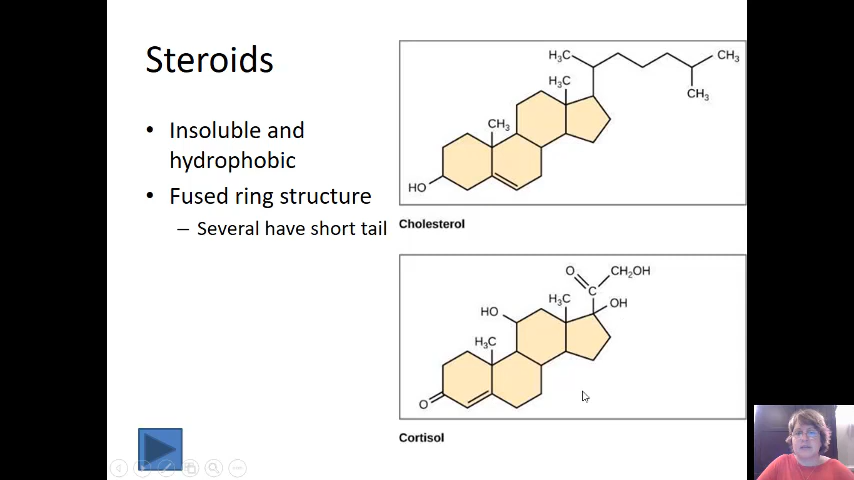 Steroids
• Insoluble and
hydrophobic
• Fused ring structure
– Several have short tail
H₃C
CH₃
H₃C
CH₃
CH₃
HO
Cholesterol
O
CH₂OH
C
H₃C
OH
HO
H₃C
O
Cortisol